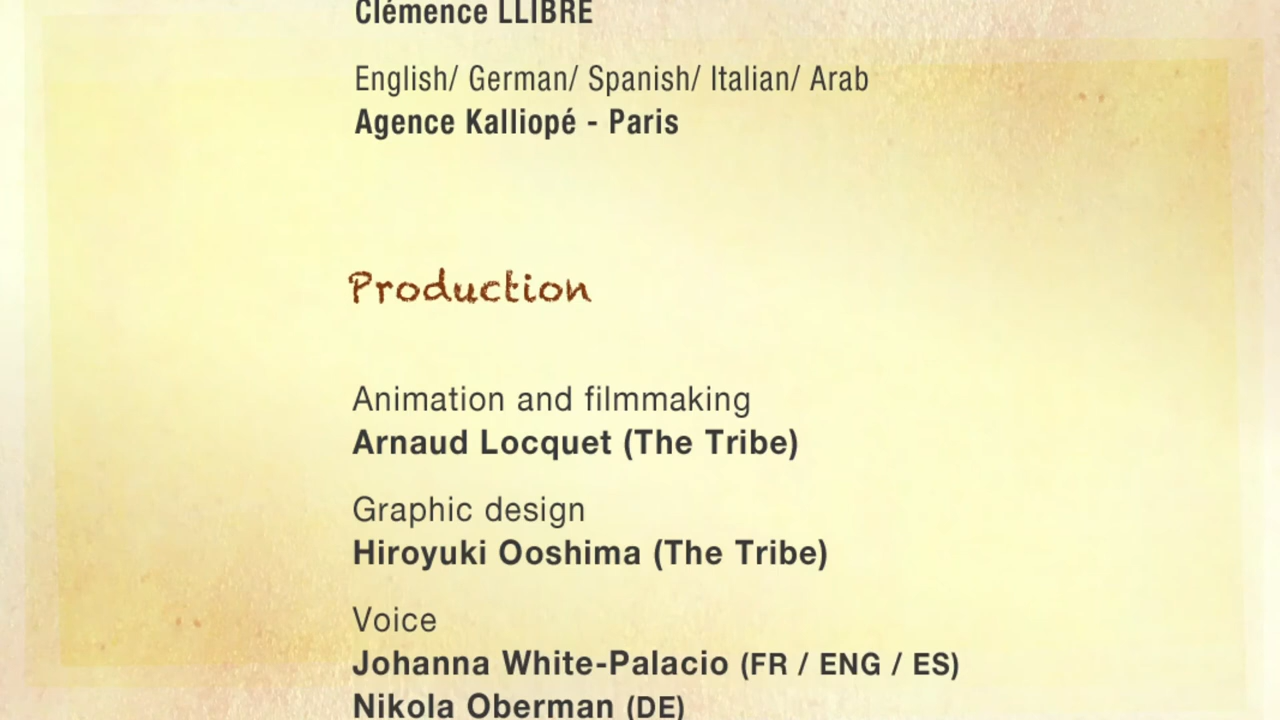 Clémence LLIBRE
English/ German/ Spanish/ Italian/ Arab
Agence Kalliopé - Paris
Production
Animation and filmmaking
Arnaud Locquet (The Tribe)
Graphic design
Hiroyuki Ooshima (The Tribe)
Voice
Johanna White-Palacio (FR / ENG / ES)
Nikola Oberman (DE)